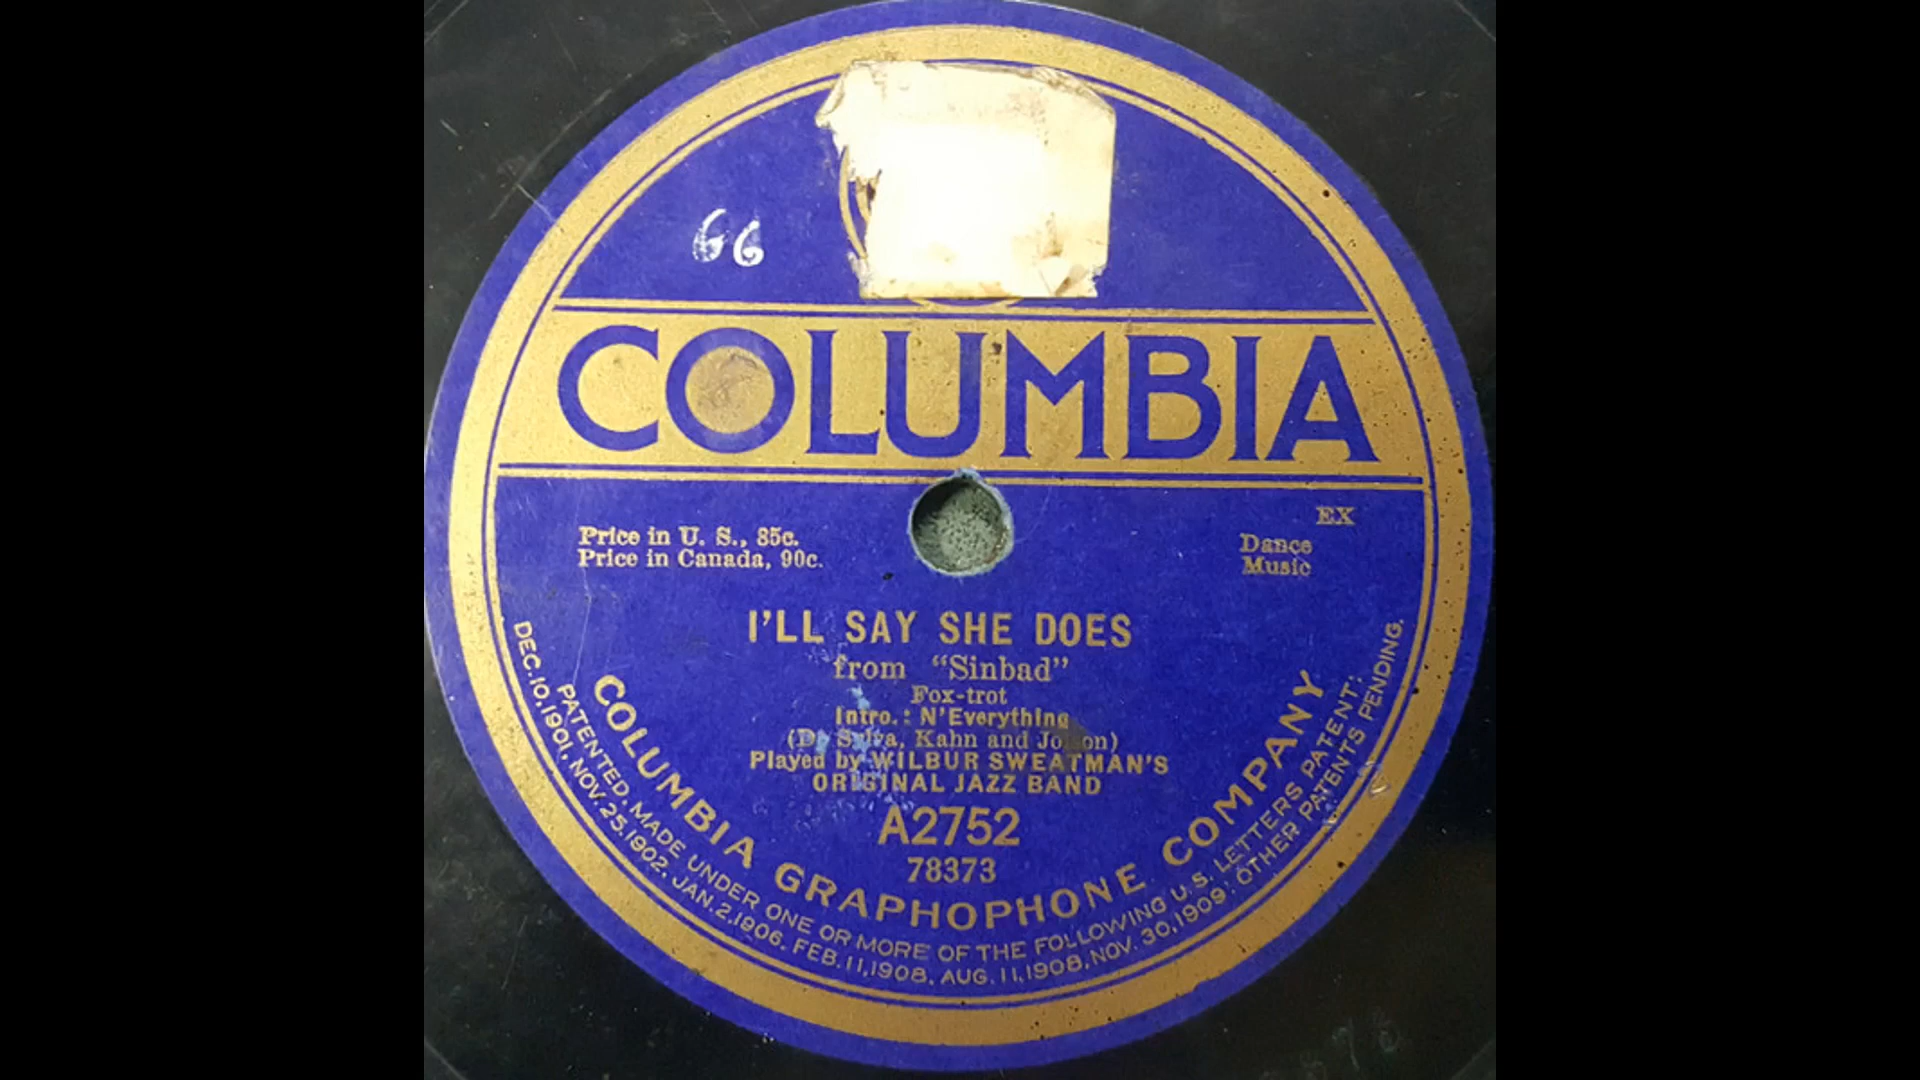 66
COLUMBIA
Price in U. S., 85c.
Price in Canada, 90c.
EX
Dance
Music
I'LL SAY SHE DOES
from "Sinbad"
Fox-trot
Intro.: N'Everything
Kahn and
Played by WILBUR SWEATMAN'S
ORIGINAL JAZZ BAND
A2752
78373
COLUMBIA GRAPHOPHONE COMPANY
PATENTED. MADE UNDER ONE OR MORE OF THE FOLLOWING U.S. LETTERS PATENT:
DEC.10,1901, NOV.25,1902, JAN.2,1906, FEB.11,1908, AUG.11,1908, NOV. 30,1909: OTHER PATENTS PENDING.